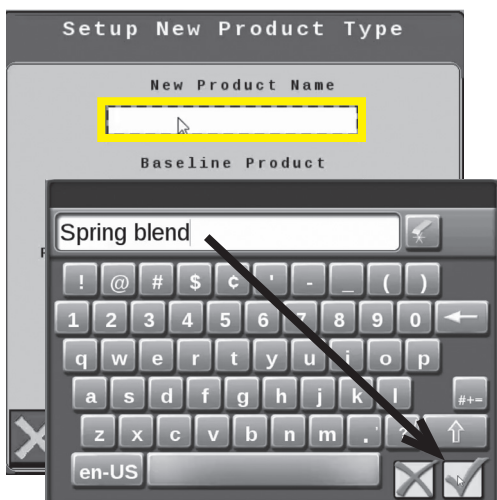 Setup New Product Type
New Product Name
Baseline Product
Spring blend
! @ # $ ¢ ' - _ ( )
1 2 3 4 5 6 7 8 9 0
q w e r t y u i o p
a s d f g h j k l #+=
z x c v b n m . ?
en-US